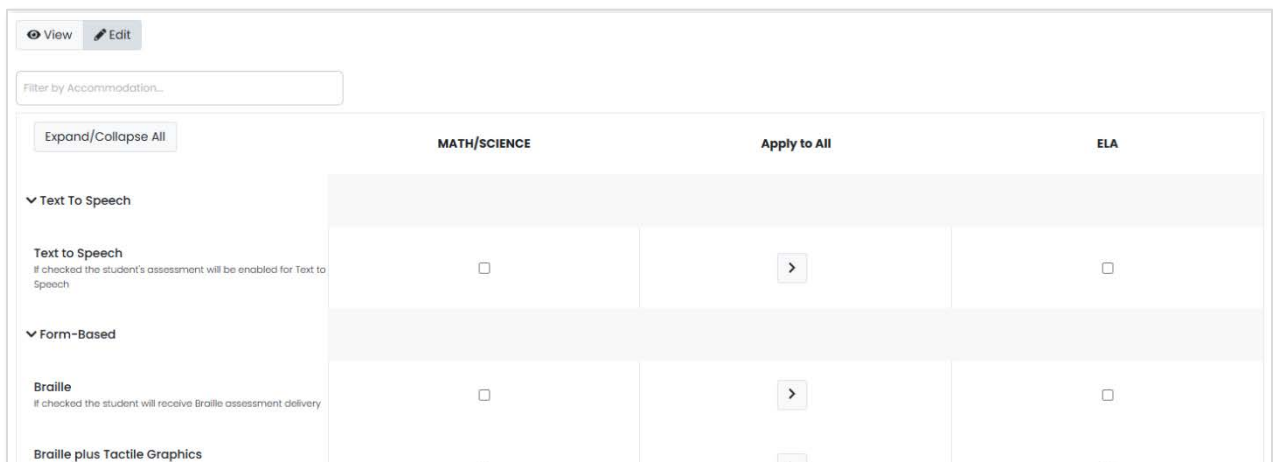 View Edit
Filter by Accommodation...
Expand/Collapse All MATH/SCIENCE Apply to All ELA
Text To Speech
Text to Speech
If checked the student's assessment will be enabled for Text to
Speech
Form-Based
Braille
If checked the student will receive Braille assessment delivery
Braille plus Tactile Graphics